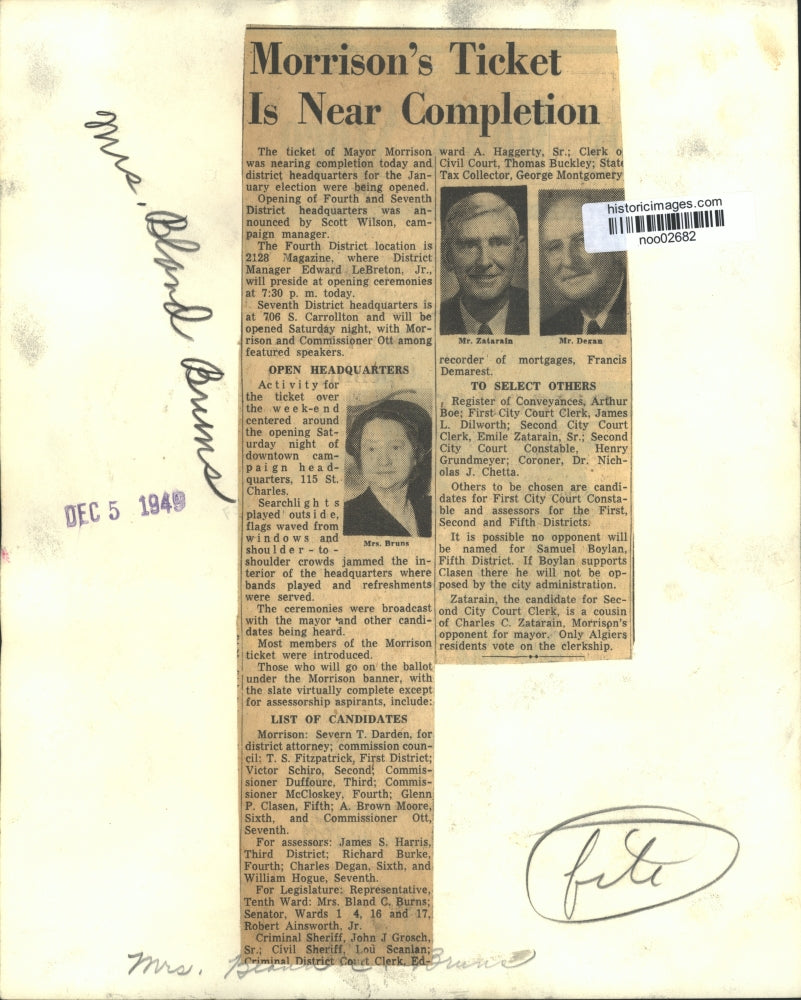 Morrison's Ticket
Is Near Completion
The ticket of Mayor Morrison
was nearing completion today and
district headquarters for the Jan-
uary election were being opened.
Opening of Fourth and Seventh
District headquarters was an-
nounced by Scott Wilson, cam-
paign manager.
The Fourth District location is
2128 Magazine, where District
Manager Edward LeBreton, Jr.,
will preside at opening ceremonies
at 7:30 p. m. today.
Seventh District headquarters is
at 706 S. Carrollton and will be
opened Saturday night, with Mor-
rison and Commissioner Ott among
featured speakers.
OPEN HEADQUARTERS
Activity for
the ticket over
the week-end
centered around
the opening Sat-
urday night of
downtown cam-
paign head-
quarters, 115 St.
Charles.
Searchlights
played outside,
flags waved from
windows and
shoulder-to-
shoulder crowds jammed the in-
terior of the headquarters where
bands played and refreshments
were served.
Mrs. Bruns
The ceremonies were broadcast
with the mayor and other candi-
dates being heard.
Most members of the Morrison
ticket were introduced.
Those who will go on the ballot
under the Morrison banner, with
the slate virtually complete except
for assessorship aspirants, include:
LIST OF CANDIDATES
Morrison: Severn T. Darden, for
district attorney; commission coun-
cil: T. S. Fitzpatrick, First District;
Victor Schiro, Second; Commis-
sioner Duffourc, Third; Commis-
sioner McCloskey, Fourth; Glenn
P. Clasen, Fifth; A. Brown Moore,
Sixth, and Commissioner Ott,
Seventh.
For assessors: James S. Harris,
Third District; Richard Burke,
Fourth; Charles Degan, Sixth, and
William Hogue, Seventh.
For Legislature: Representative,
Tenth Ward: Mrs. Bland C. Burns;
Senator, Wards 1 4, 16 and 17,
Robert Ainsworth, Jr.
Criminal Sheriff, John J Grosch,
Sr.; Civil Sheriff, Lou Scanlan;
Criminal District Court Clerk, Ed-
ward A. Haggerty, Sr.; Clerk o
Civil Court, Thomas Buckley; State
Tax Collector, George Montgomery
Mr. Zatarain
Mr. Degan
recorder of mortgages, Francis
Demarest.
TO SELECT OTHERS
Register of Conveyances, Arthur
Boe; First City Court Clerk, James
L. Dilworth; Second City Court
Clerk, Emile Zatarain, Sr.; Second
City Court Constable, Henry
Grundmeyer; Coroner, Dr. Nich-
olas J. Chetta.
Others to be chosen are candi-
dates for First City Court Consta-
ble and assessors for the First,
Second and Fifth Districts.
It is possible no opponent will
be named for Samuel Boylan,
Fifth District. If Boylan supports
Clasen there he will not be op-
posed by the city administration.
Zatarain, the candidate for Sec-
ond City Court Clerk, is a cousin
of Charles C. Zatarain, Morrison's
opponent for mayor. Only Algiers
residents vote on the clerkship.
historicimages.com
noo02682
Mrs. Bland Bruns
DEC 5 1949
Mrs. Bruns